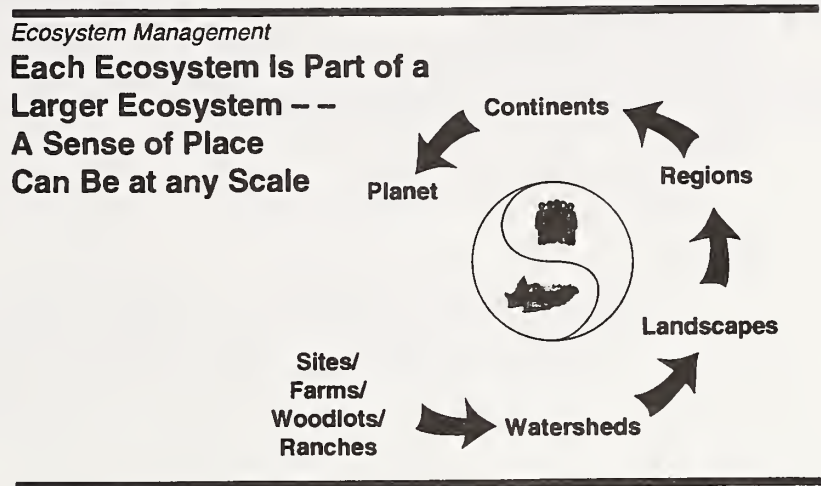 Ecosystem Management
Each Ecosystem Is Part of a
Larger Ecosystem – –
A Sense of Place
Can Be at any Scale
Continents
Planet
Regions
Landscapes
Sites/
Farms/
Woodlots/
Ranches
Watersheds